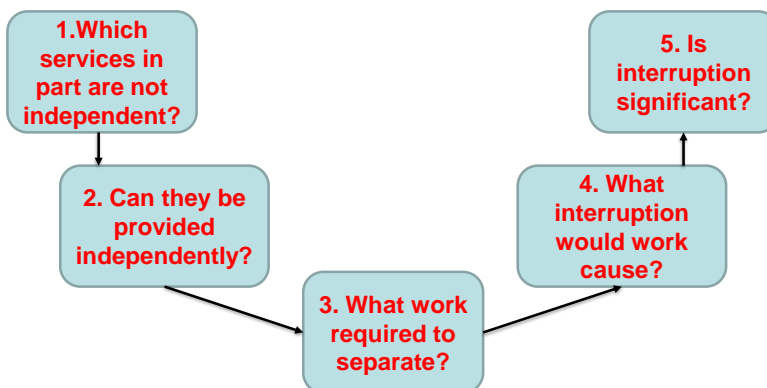 1.Which
services in
part are not
independent?
2. Can they be
provided
independently?
3. What work
required to
separate?
4. What
interruption
would work
cause?
5. Is
interruption
significant?